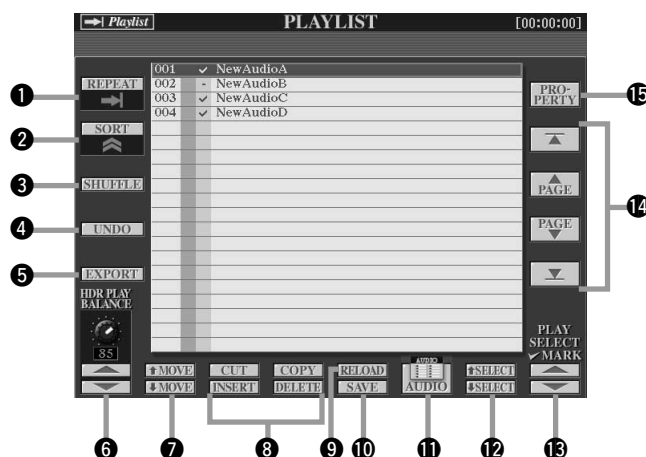 Playlist PLAYLIST [00:00:00]
001 ✓ NewAudioA
002 - NewAudioB
003 ✓ NewAudioC
004 ✓ NewAudioD
1 REPEAT
2 SORT
3 SHUFFLE
4 UNDO
5 EXPORT
HDR PLAY
BALANCE
85
PRO-
PERTY 15
PAGE
PAGE
14
PLAY
SELECT
✓MARK
↑MOVE CUT COPY RELOAD AUDIO ↑SELECT
↓MOVE INSERT DELETE SAVE AUDIO ↓SELECT
6 7 8 9 10 11 12 13